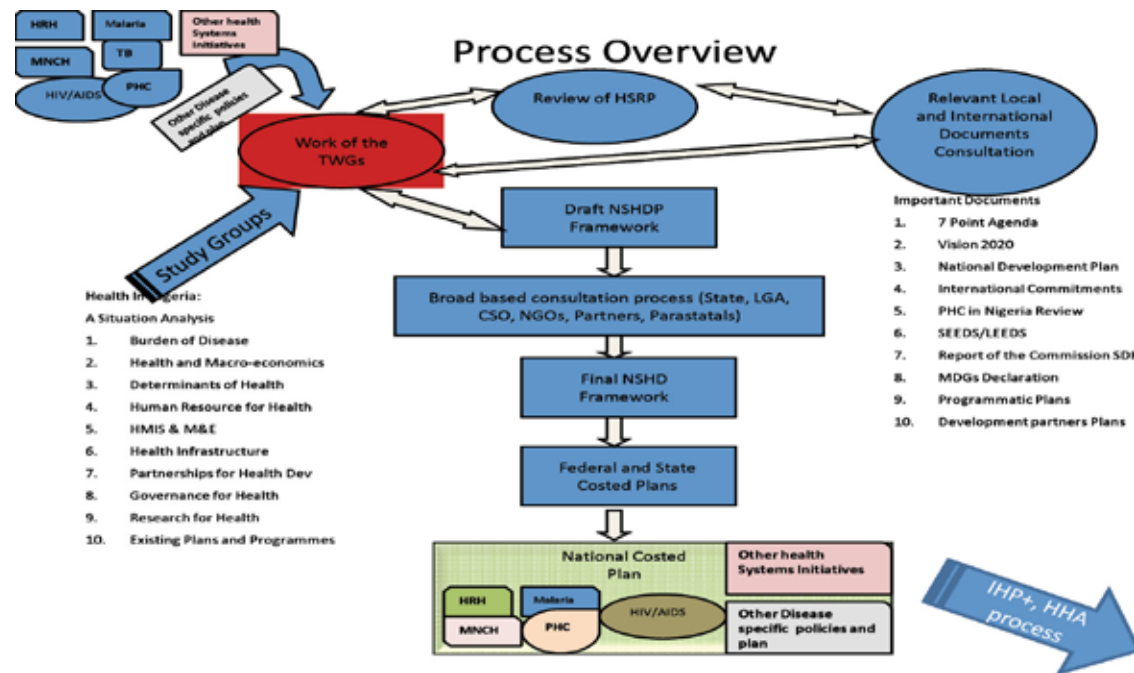 Process Overview
HRH
Malaria
Other health
Systems
Initiatives
MNCH
TB
HIV/AIDS
PHC
Other Disease
specific policies
and plan
Work of the
TWGs
Review of HSRP
Relevant Local
and International
Documents
Consultation
Study Groups
Draft NSHDP
Framework
Broad based consultation process (State, LGA,
CSO, NGOs, Partners, Parastatals)
Final NSHD
Framework
Federal and State
Costed Plans
National Costed
Plan
HRH
Malaria
MNCH
PHC
HIV/AIDS
Other health
Systems Initiatives
Other Disease
specific policies and
plan
Health In geria:
A Situation Analysis
1. Burden of Disease
2. Health and Macro-economics
3. Determinants of Health
4. Human Resource for Health
5. HMIS & M&E
6. Health Infrastructure
7. Partnerships for Health Dev
8. Governance for Health
9. Research for Health
10. Existing Plans and Programmes
Important Documents
1. 7 Point Agenda
2. Vision 2020
3. National Development Plan
4. International Commitments
5. PHC in Nigeria Review
6. SEEDS/LEEDS
7. Report of the Commission
8. MDGs Declaration
9. Programmatic Plans
10. Development partners Plans
IHP+, HHA
process